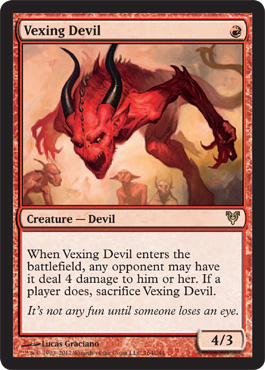 Vexing Devil
Creature — Devil
When Vexing Devil enters the
battlefield, any opponent may have
it deal 4 damage to him or her. If a
player does, sacrifice Vexing Devil.
It's not any fun until someone loses an eye.
Lucas Graciano
4/3